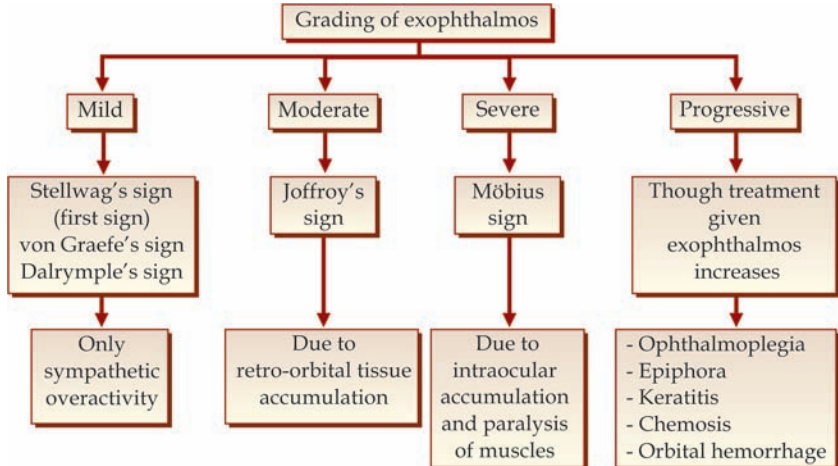 Grading of exophthalmos
Mild
Moderate
Severe
Progressive
Stellwag's sign
(first sign)
von Graefe's sign
Dalrymple's sign
Joffroy's
sign
Möbius
sign
Though treatment
given
exophthalmos
increases
Only
sympathetic
overactivity
Due to
retro-orbital tissue
accumulation
Due to
intraocular
accumulation
and paralysis
of muscles
- Ophthalmoplegia
- Epiphora
- Keratitis
- Chemosis
- Orbital hemorrhage